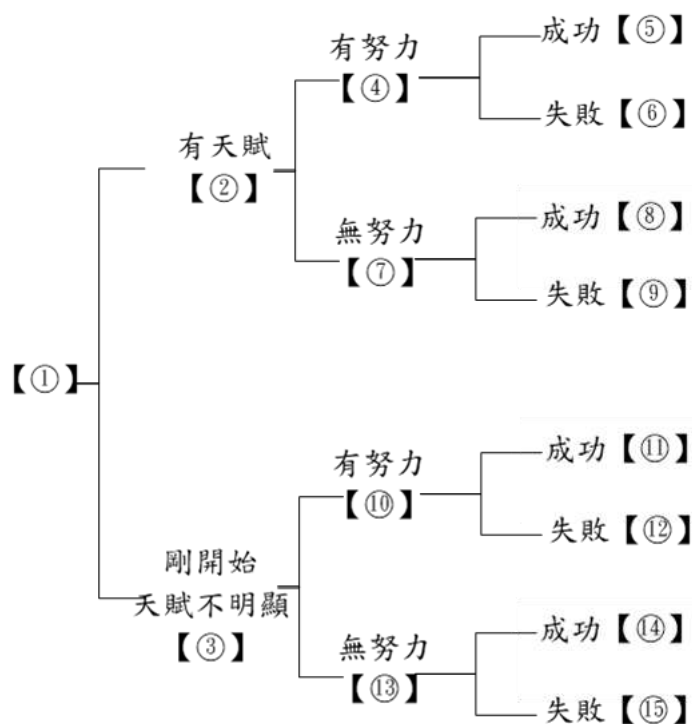 有努力
【④】
成功【⑤】
失敗【⑥】
有天賦
【②】
無努力
【⑦】
成功【⑧】
失敗【⑨】
【①】
有努力
【⑩】
成功【⑪】
失敗【⑫】
剛開始
天賦不明顯
【③】
無努力
【⑬】
成功【⑭】
失敗【⑮】